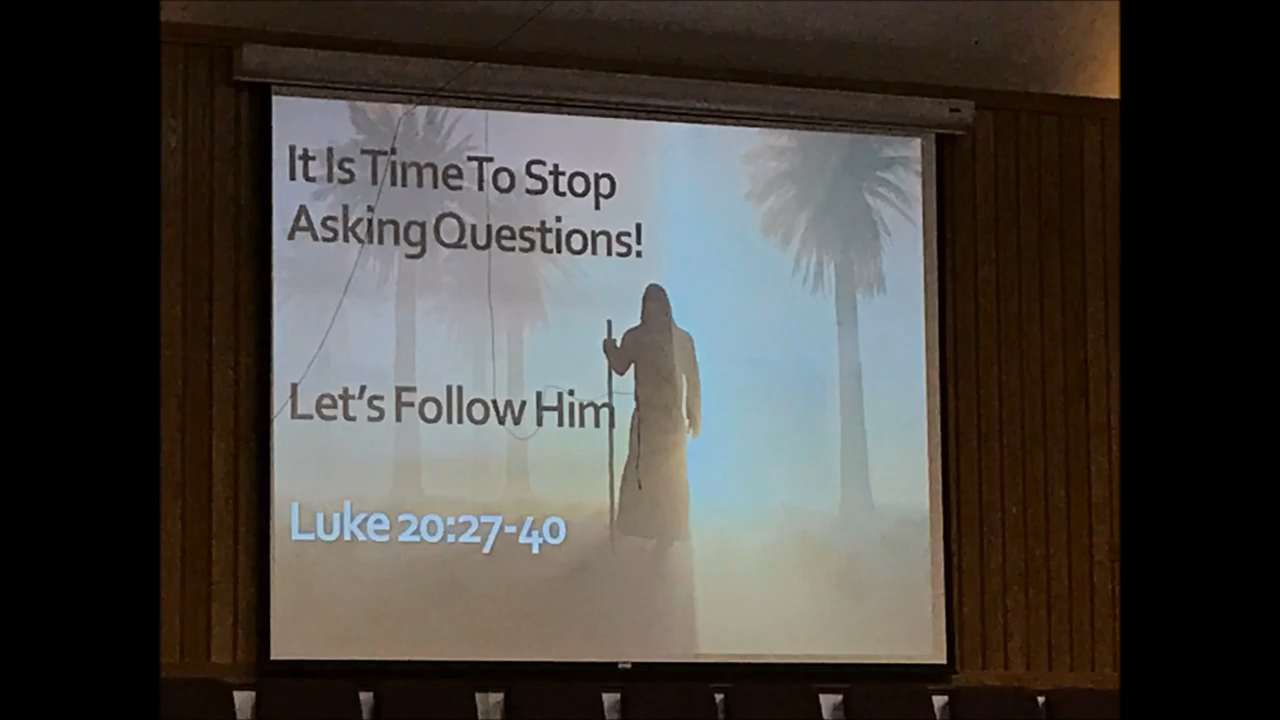 It Is Time To Stop
Asking Questions!
Let's Follow Him
Luke 20:27-40